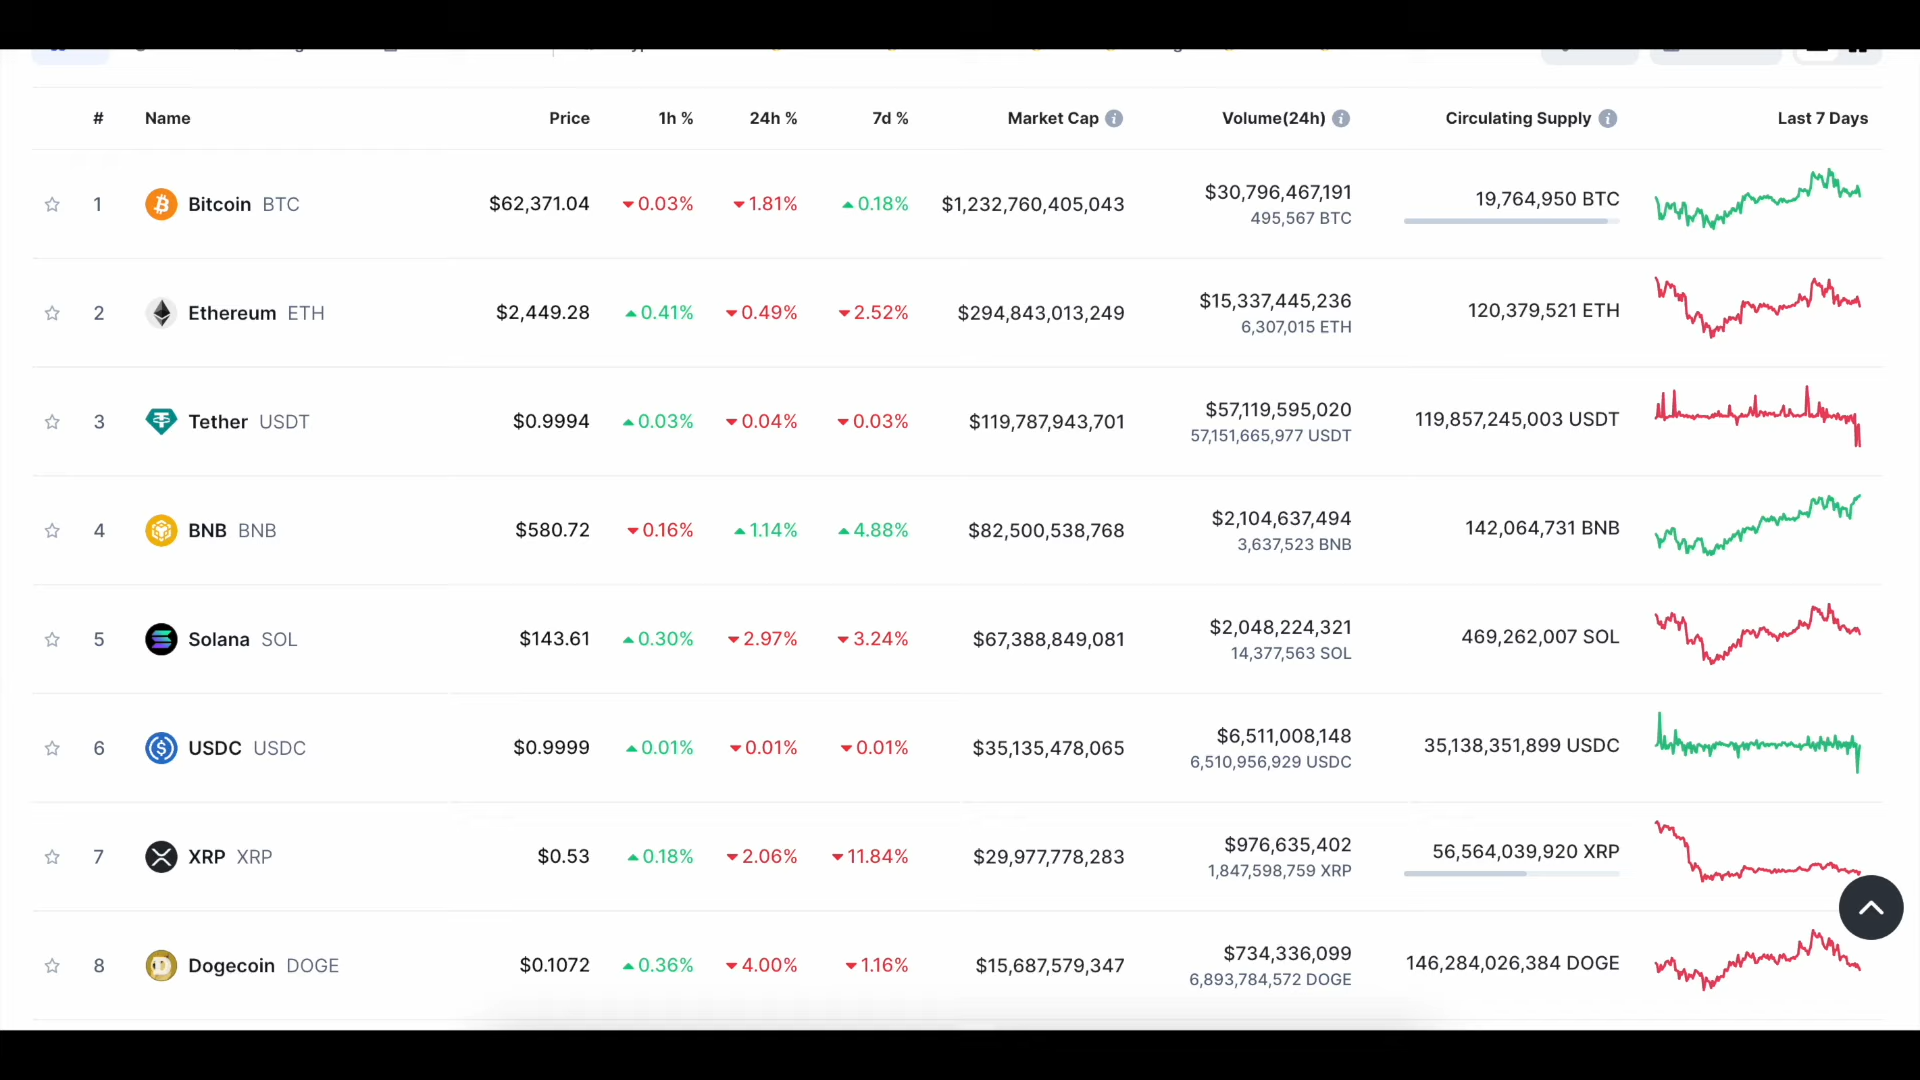 # Name Price 1h % 24h % 7d % Market Cap Volume(24h) Circulating Supply Last 7 Days
1 Bitcoin BTC $62,371.04 0.03% 1.81% 0.18% $1,232,760,405,043 $30,796,467,191 19,764,950 BTC
495,567 BTC
2 Ethereum ETH $2,449.28 0.41% 0.49% 2.52% $294,843,013,249 $15,337,445,236 120,379,521 ETH
6,307,015 ETH
3 Tether USDT $0.9994 0.03% 0.04% 0.03% $119,787,943,701 $57,119,595,020 119,857,245,003 USDT
57,151,665,977 USDT
4 BNB BNB $580.72 0.16% 1.14% 4.88% $82,500,538,768 $2,104,637,494 142,064,731 BNB
3,637,523 BNB
5 Solana SOL $143.61 0.30% 2.97% 3.24% $67,388,849,081 $2,048,224,321 469,262,007 SOL
14,377,563 SOL
6 USDC USDC $0.9999 0.01% 0.01% 0.01% $35,135,478,065 $6,511,008,148 35,138,351,899 USDC
6,510,956,929 USDC
7 XRP XRP $0.53 0.18% 2.06% 11.84% $29,977,778,283 $976,635,402 56,564,039,920 XRP
1,847,598,759 XRP
8 Dogecoin DOGE $0.1072 0.36% 4.00% 1.16% $15,687,579,347 $734,336,099 146,284,026,384 DOGE
6,893,784,572 DOGE